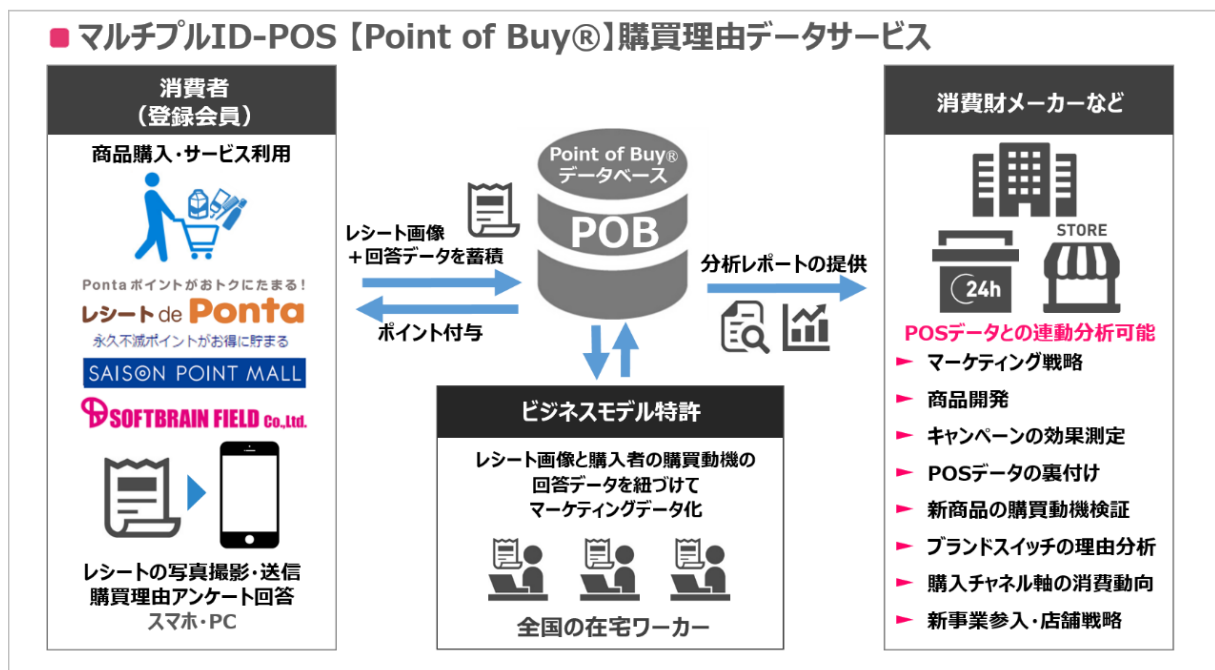 マルチプルID-POS【Point of Buy®】購買理由データサービス
消費者
（登録会員）
商品購入・サービス利用
Pontaポイントがおトクにたまる！
レシート de Ponta
永久不滅ポイントがお得に貯まる
SAISON POINT MALL
SOFTBRAIN FIELD Co.,Ltd.
レシートの写真撮影・送信
購買理由アンケート回答
スマホ・PC
レシート画像
＋回答データを蓄積
ポイント付与
Point of Buy®
データベース
POB
分析レポートの提供
ビジネスモデル特許
レシート画像と購入者の購買動機の
回答データを紐づけて
マーケティングデータ化
全国の在宅ワーカー
消費財メーカーなど
STORE
24h
POSデータとの連動分析可能
► マーケティング戦略
► 商品開発
► キャンペーンの効果測定
► POSデータの裏付け
► 新商品の購買動機検証
► ブランドスイッチの理由分析
► 購入チャネル軸の消費動向
► 新事業参入・店舗戦略